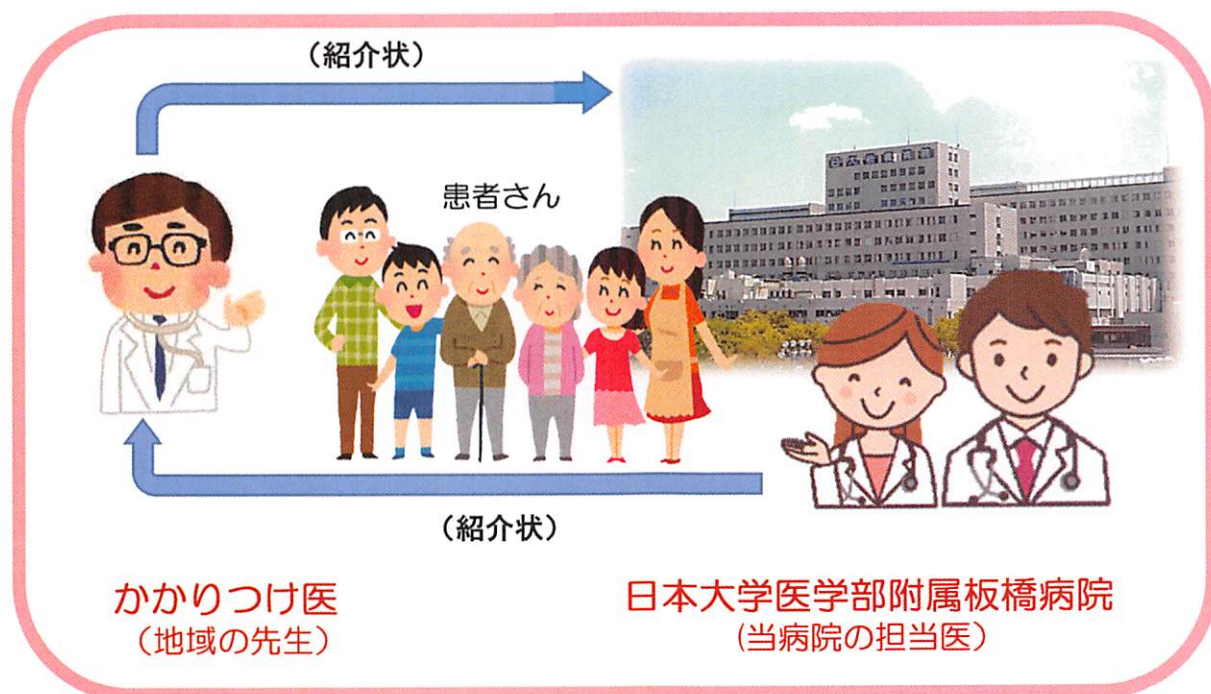 （紹介状）
患者さん
（紹介状）
かかりつけ医
（地域の先生）
日本大学医学部附属板橋病院
（当病院の担当医）